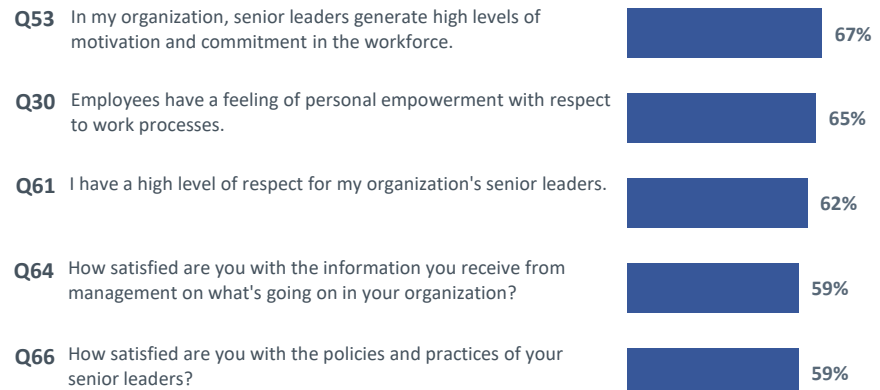 Q53 In my organization, senior leaders generate high levels of
motivation and commitment in the workforce.
67%
Q30 Employees have a feeling of personal empowerment with respect
to work processes.
65%
Q61 I have a high level of respect for my organization's senior leaders.
62%
Q64 How satisfied are you with the information you receive from
management on what's going on in your organization?
59%
Q66 How satisfied are you with the policies and practices of your
senior leaders?
59%